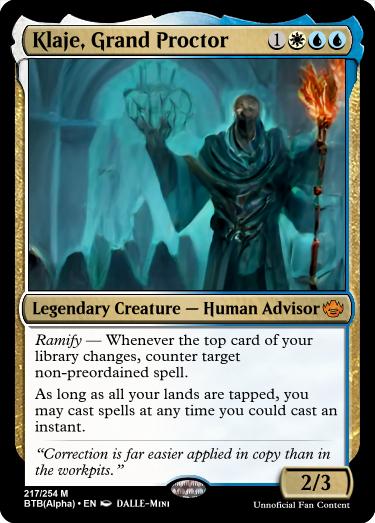 Klaje, Grand Proctor 1
Legendary Creature — Human Advisor
Ramify — Whenever the top card of your
library changes, counter target
non-preordained spell.
As long as all your lands are tapped, you
may cast spells at any time you could cast an
instant.
“Correction is far easier applied in copy than in
the workpits.”
2/3
217/254 M
BTB(Alpha) • EN DALLE-Mini
Unofficial Fan Content